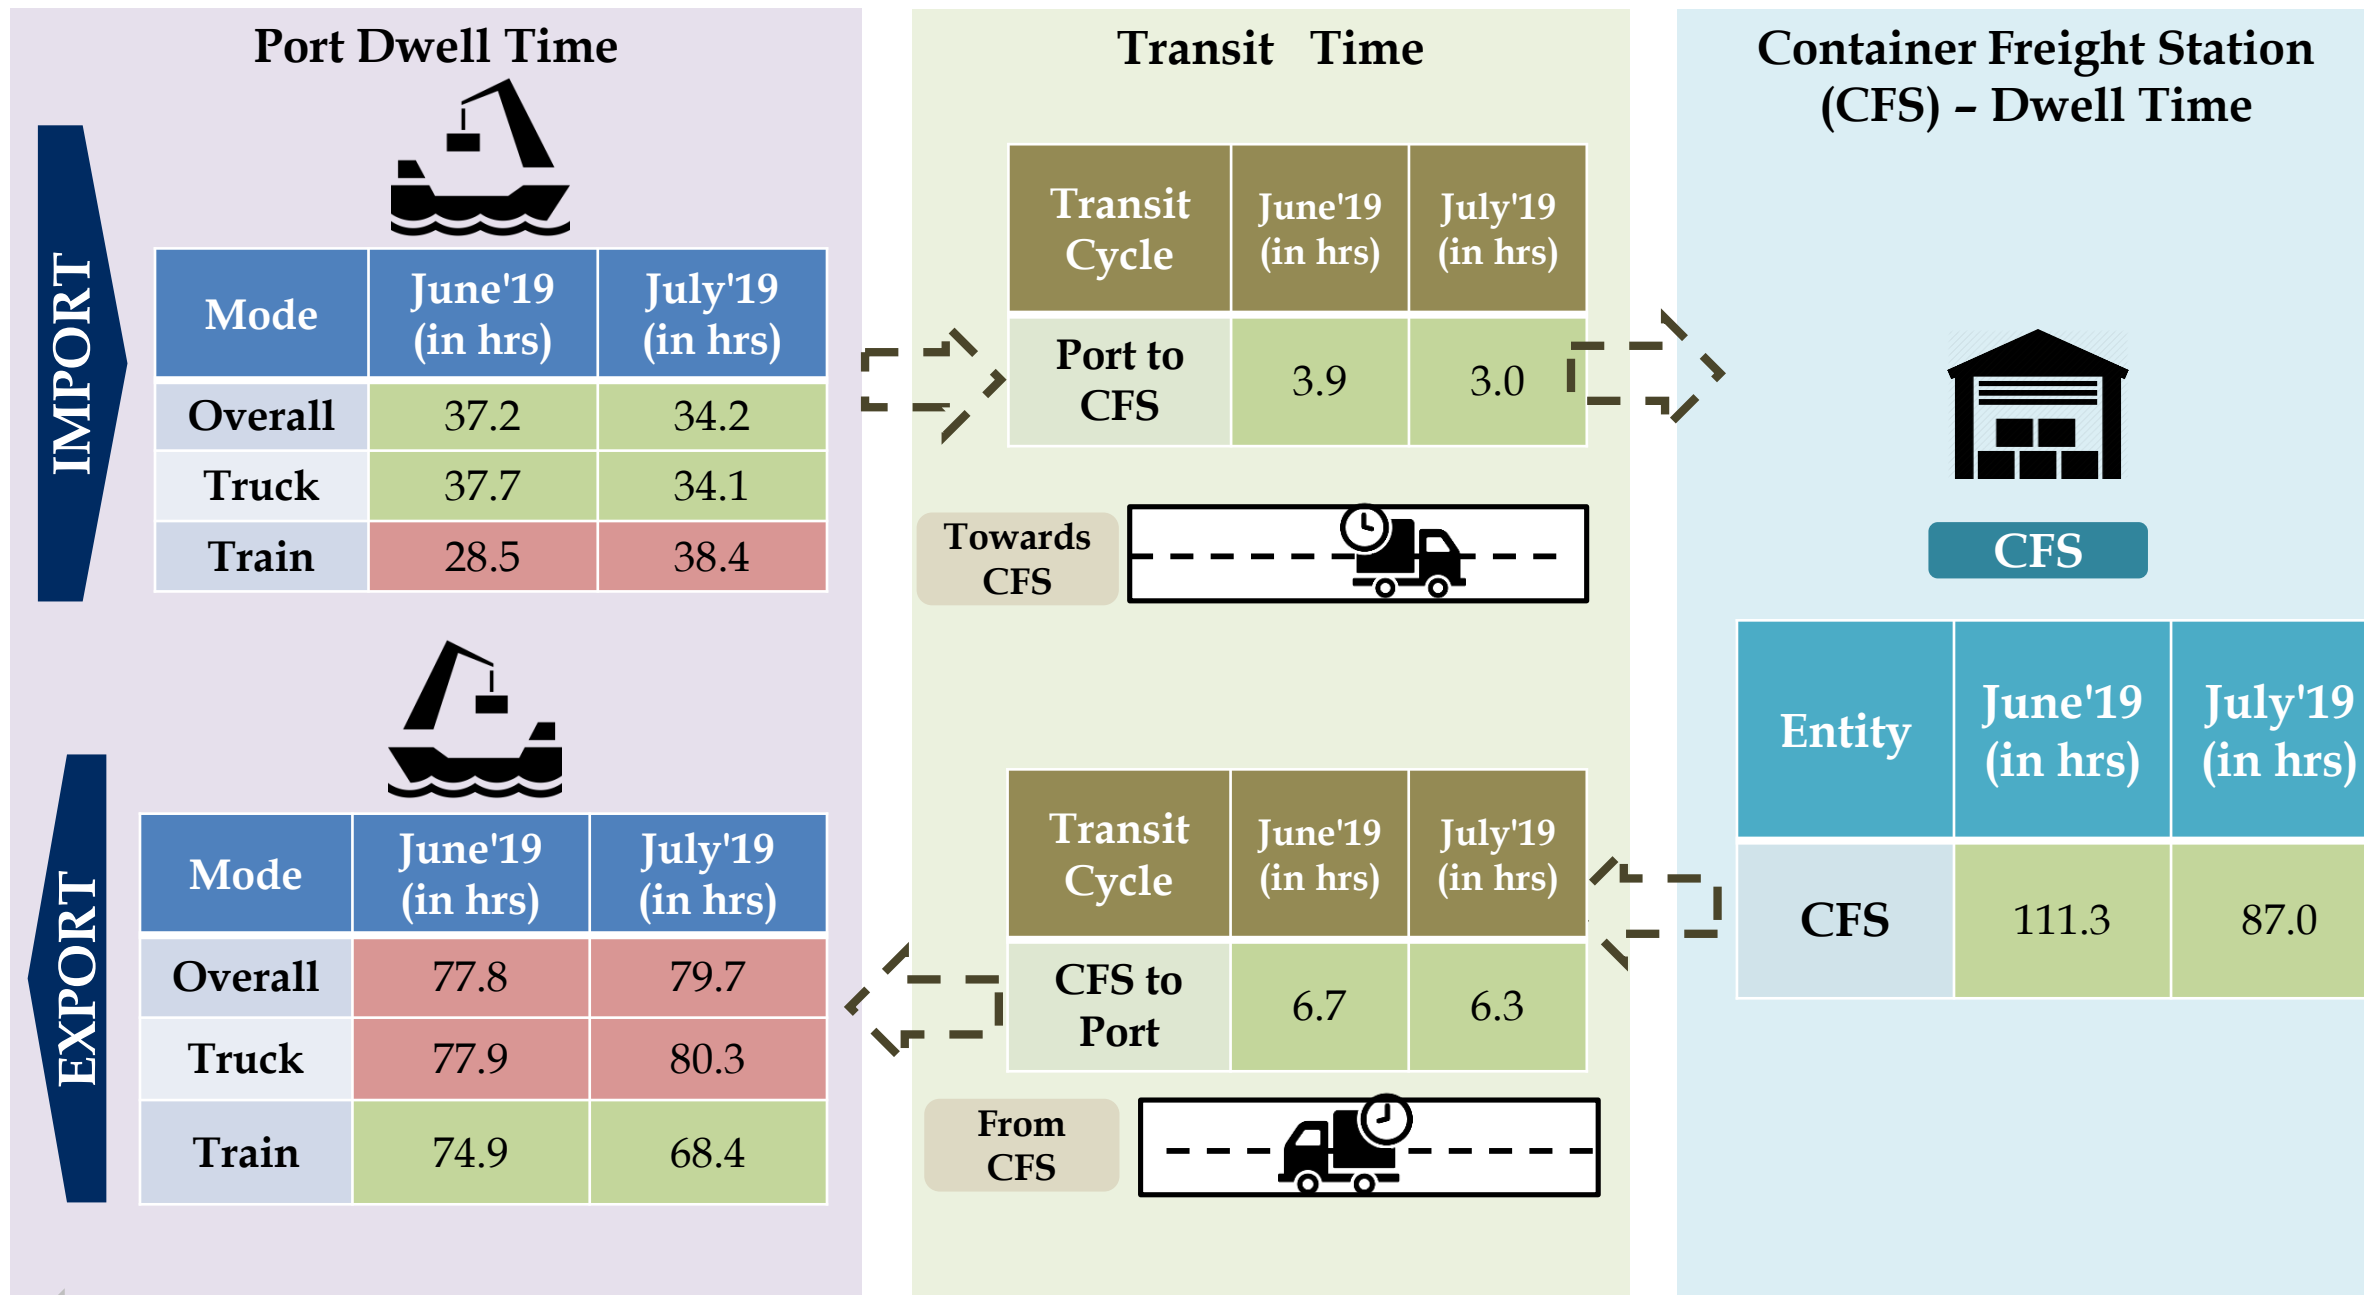 Port Dwell Time
IMPORT
Mode June'19 (in hrs) July'19 (in hrs)
Overall 37.2 34.2
Truck 37.7 34.1
Train 28.5 38.4
EXPORT
Mode June'19 (in hrs) July'19 (in hrs)
Overall 77.8 79.7
Truck 77.9 80.3
Train 74.9 68.4
Transit Time
Transit Cycle June'19 (in hrs) July'19 (in hrs)
Port to CFS 3.9 3.0
Towards
CFS
Transit Cycle June'19 (in hrs) July'19 (in hrs)
CFS to Port 6.7 6.3
From
CFS
Container Freight Station
(CFS) – Dwell Time
CFS
Entity June'19 (in hrs) July'19 (in hrs)
CFS 111.3 87.0